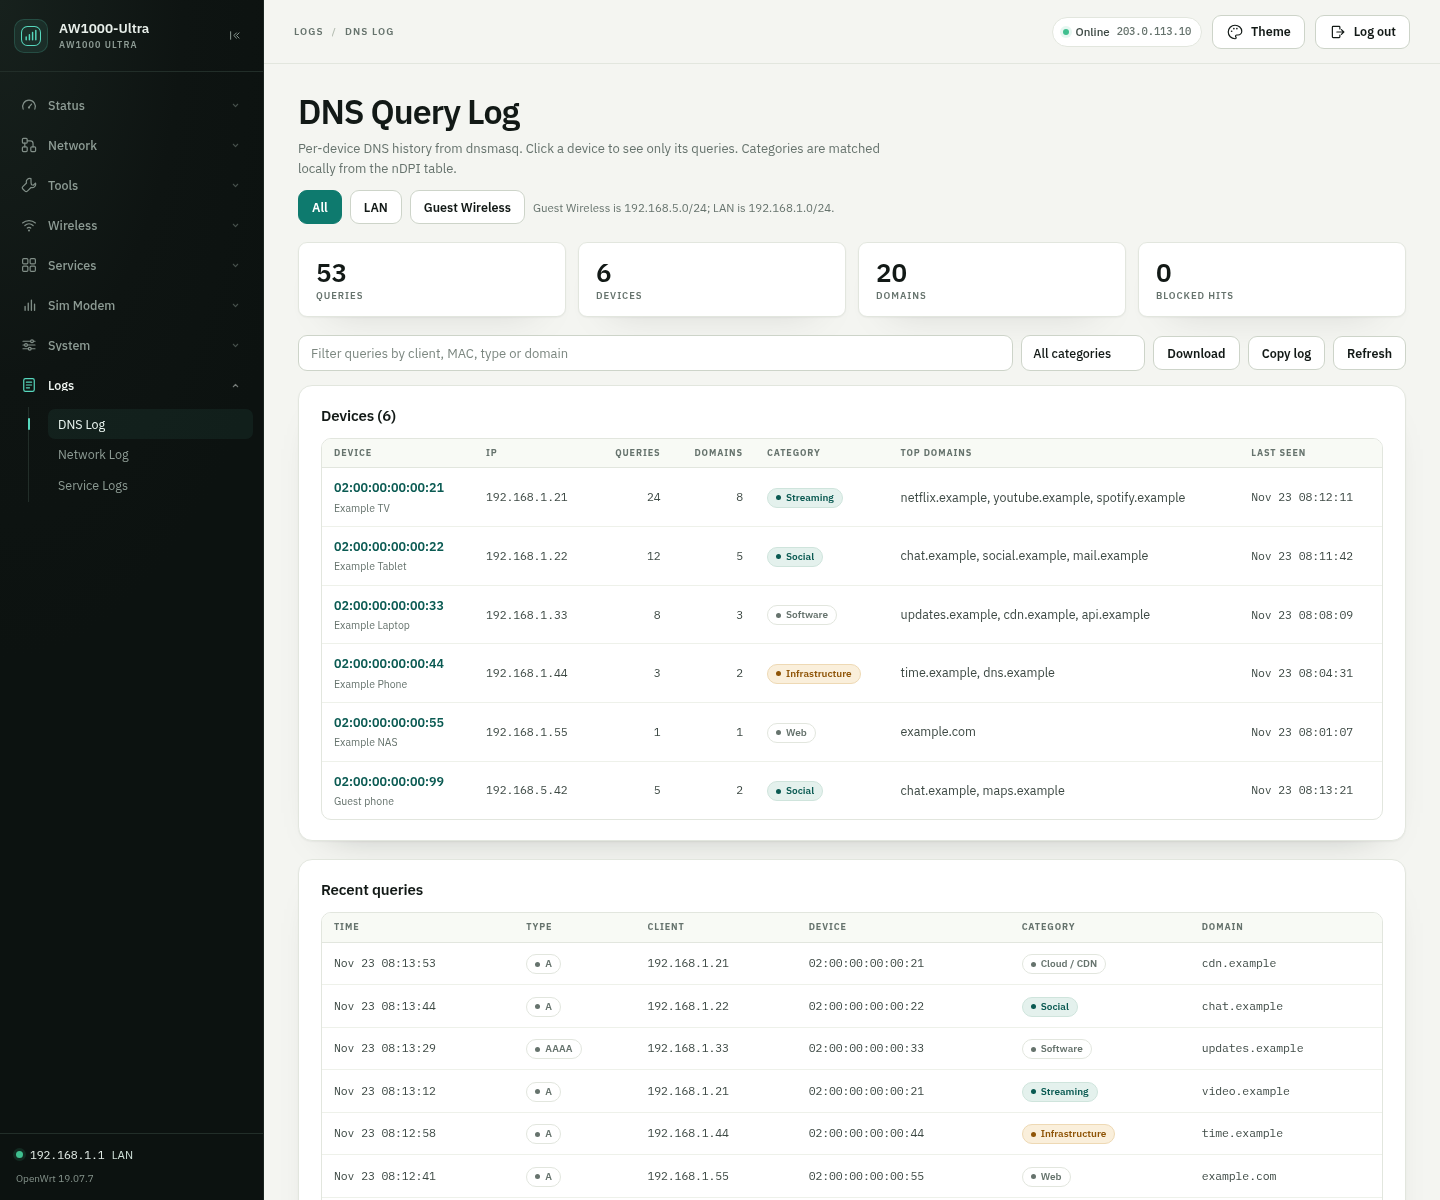 AW1000-Ultra
AW1000 ULTRA
Status
Network
Tools
Wireless
Services
Sim Modem
System
Logs
DNS Log
Network Log
Service Logs
192.168.1.1 LAN
OpenWrt 19.07.7
LOGS / DNS LOG
Online 203.0.113.10
Theme
Log out
DNS Query Log
Per-device DNS history from dnsmasq. Click a device to see only its queries. Categories are matched
locally from the nDPI table.
All LAN Guest Wireless Guest Wireless is 192.168.5.0/24; LAN is 192.168.1.0/24.
53
QUERIES
6
DEVICES
20
DOMAINS
0
BLOCKED HITS
Filter queries by client, MAC, type or domain
All categories
Download
Copy log
Refresh
Devices (6)
DEVICE IP QUERIES DOMAINS CATEGORY TOP DOMAINS LAST SEEN
02:00:00:00:00:21
Example TV
192.168.1.21 24 8 Streaming netflix.example, youtube.example, spotify.example Nov 23 08:12:11
02:00:00:00:00:22
Example Tablet
192.168.1.22 12 5 Social chat.example, social.example, mail.example Nov 23 08:11:42
02:00:00:00:00:33
Example Laptop
192.168.1.33 8 3 Software updates.example, cdn.example, api.example Nov 23 08:08:09
02:00:00:00:00:44
Example Phone
192.168.1.44 3 2 Infrastructure time.example, dns.example Nov 23 08:04:31
02:00:00:00:00:55
Example NAS
192.168.1.55 1 1 Web example.com Nov 23 08:01:07
02:00:00:00:00:99
Guest phone
192.168.5.42 5 2 Social chat.example, maps.example Nov 23 08:13:21
Recent queries
TIME TYPE CLIENT DEVICE CATEGORY DOMAIN
Nov 23 08:13:53 A 192.168.1.21 02:00:00:00:00:21 Cloud / CDN cdn.example
Nov 23 08:13:44 A 192.168.1.22 02:00:00:00:00:22 Social chat.example
Nov 23 08:13:29 AAAA 192.168.1.33 02:00:00:00:00:33 Software updates.example
Nov 23 08:13:12 A 192.168.1.21 02:00:00:00:00:21 Streaming video.example
Nov 23 08:12:58 A 192.168.1.44 02:00:00:00:00:44 Infrastructure time.example
Nov 23 08:12:41 A 192.168.1.55 02:00:00:00:00:55 Web example.com